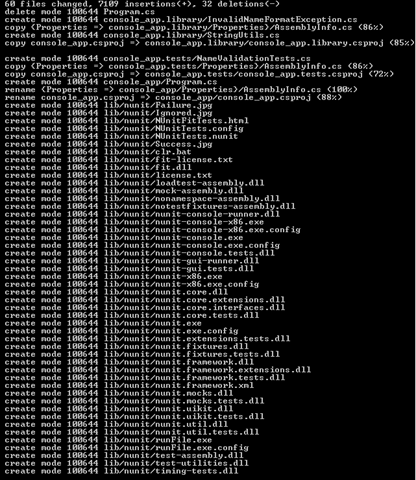 60 files changed, 7109 insertions(+), 32 deletions(-)
delete mode 100644 Program.cs
create mode 100644 console_app.library/InvalidNameFormatException.cs
copy {Properties => console_app.library/Properties}/AssemblyInfo.cs (86%)
create mode 100644 console_app.library/StringUtils.cs
copy console_app.csproj => console_app.library/console_app.library.csproj (85%)
create mode 100644 console_app.tests/NameValidationTests.cs
copy {Properties => console_app.tests/Properties}/AssemblyInfo.cs (86%)
copy console_app.csproj => console_app.tests/console_app.tests.csproj (72%)
create mode 100644 console_app/Program.cs
rename {Properties => console_app/Properties}/AssemblyInfo.cs (100%)
rename console_app.csproj => console_app/console_app.csproj (88%)
create mode 100644 lib/nunit/Failure.jpg
create mode 100644 lib/nunit/Ignored.jpg
create mode 100644 lib/nunit/NUnitFitTests.html
create mode 100644 lib/nunit/NUnitTests.config
create mode 100644 lib/nunit/NUnitTests.nunit
create mode 100644 lib/nunit/Success.jpg
create mode 100644 lib/nunit/clr.bat
create mode 100644 lib/nunit/fit-license.txt
create mode 100644 lib/nunit/fit.dll
create mode 100644 lib/nunit/license.txt
create mode 100644 lib/nunit/loadtest-assembly.dll
create mode 100644 lib/nunit/mock-assembly.dll
create mode 100644 lib/nunit/nonamespace-assembly.dll
create mode 100644 lib/nunit/notestfixtures-assembly.dll
create mode 100644 lib/nunit/nunit-console-runner.dll
create mode 100644 lib/nunit/nunit-console-x86.exe
create mode 100644 lib/nunit/nunit-console-x86.exe.config
create mode 100644 lib/nunit/nunit-console.exe
create mode 100644 lib/nunit/nunit-console.exe.config
create mode 100644 lib/nunit/nunit-console.tests.dll
create mode 100644 lib/nunit/nunit-gui-runner.dll
create mode 100644 lib/nunit/nunit-gui.tests.dll
create mode 100644 lib/nunit/nunit-x86.exe
create mode 100644 lib/nunit/nunit-x86.exe.config
create mode 100644 lib/nunit/nunit.core.dll
create mode 100644 lib/nunit/nunit.core.extensions.dll
create mode 100644 lib/nunit/nunit.core.interfaces.dll
create mode 100644 lib/nunit/nunit.core.tests.dll
create mode 100644 lib/nunit/nunit.exe
create mode 100644 lib/nunit/nunit.exe.config
create mode 100644 lib/nunit/nunit.extensions.tests.dll
create mode 100644 lib/nunit/nunit.fixtures.dll
create mode 100644 lib/nunit/nunit.fixtures.tests.dll
create mode 100644 lib/nunit/nunit.framework.dll
create mode 100644 lib/nunit/nunit.framework.extensions.dll
create mode 100644 lib/nunit/nunit.framework.tests.dll
create mode 100644 lib/nunit/nunit.framework.xml
create mode 100644 lib/nunit/nunit.mocks.dll
create mode 100644 lib/nunit/nunit.mocks.tests.dll
create mode 100644 lib/nunit/nunit.uikit.dll
create mode 100644 lib/nunit/nunit.uikit.tests.dll
create mode 100644 lib/nunit/nunit.util.dll
create mode 100644 lib/nunit/nunit.util.tests.dll
create mode 100644 lib/nunit/runFile.exe
create mode 100644 lib/nunit/runFile.exe.config
create mode 100644 lib/nunit/test-assembly.dll
create mode 100644 lib/nunit/test-utilities.dll
create mode 100644 lib/nunit/timing-tests.dll